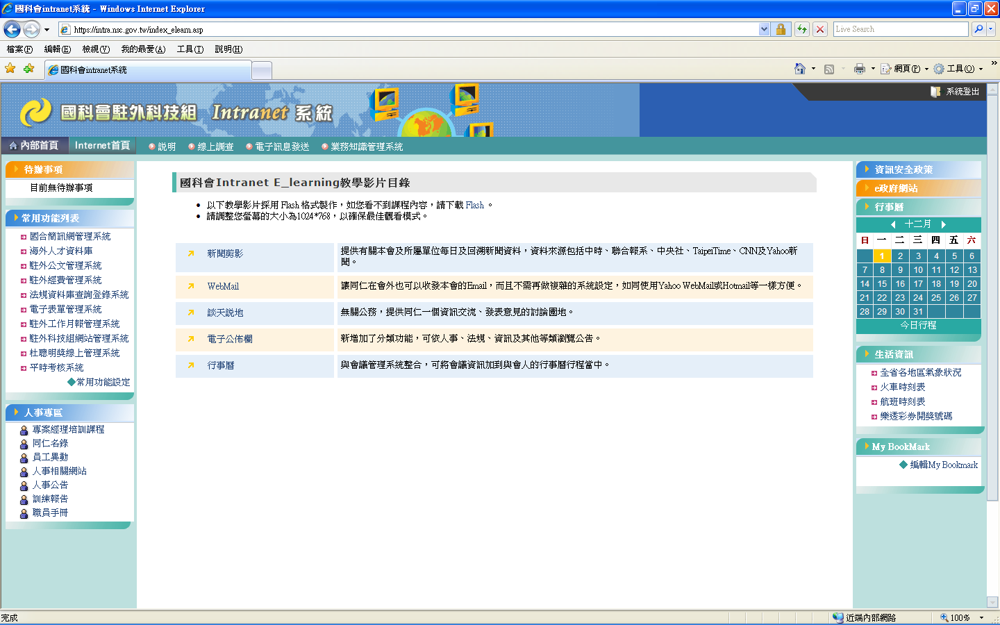 國科會intranet系統 - Windows Internet Explorer
https://intra.nsc.gov.tw/index_elearn.asp
Live Search
檔案(F) 編輯(E) 檢視(V) 我的最愛(A) 工具(T) 說明(H)
國科會intranet系統
網頁(P) 工具(O)
系統登出
國科會駐外科技組 Intranet 系統
內部首頁 Internet首頁 說明 線上調查 電子訊息發送 業務知識管理系統
待辦事項
目前無待辦事項
常用功能列表
國合簡訊網管理系統
海外人才資料庫
駐外公文管理系統
駐外經費管理系統
法規資料庫查詢登錄系統
電子表單管理系統
駐外工作月報管理系統
駐外科技組網站管理系統
杜聰明獎線上管理系統
平時考核系統
◆常用功能設定
人事專區
專案經理培訓課程
同仁名錄
員工異動
人事相關網站
人事公告
訓練報告
職員手冊
國科會Intranet E_learning教學影片目錄
• 以下教學影片採用 Flash 格式製作，如您看不到課程內容，請下載 Flash 。
• 請調整您螢幕的大小為1024*768，以確保最佳觀看模式。
新聞剪影
提供有關本會及所屬單位每日及回溯新聞資料，資料來源包括中時、聯合報系、中央社、TaipeiTime、CNN及Yahoo新
聞。
WebMail
讓同仁在會外也可以收發本會的Email，而且不需再做複雜的系統設定，如同使用Yahoo WebMail或Hotmail等一樣方便。
談天說地
無關公務，提供同仁一個資訊交流、發表意見的討論園地。
電子公佈欄
新增加了分類功能，可依人事、法規、資訊及其他等類瀏覽公告。
行事曆
與會議管理系統整合，可將會議資訊加到與會人的行事曆行程當中。
資訊安全政策
e政府網站
行事曆
十二月
日 一 二 三 四 五 六
1 2 3 4 5 6
7 8 9 10 11 12 13
14 15 16 17 18 19 20
21 22 23 24 25 26 27
28 29 30 31
今日行程
生活資訊
全省各地區氣象狀況
火車時刻表
航班時刻表
樂透彩券開獎號碼
My BookMark
◆ 編輯My Bookmark
完成
近端內部網路
100%